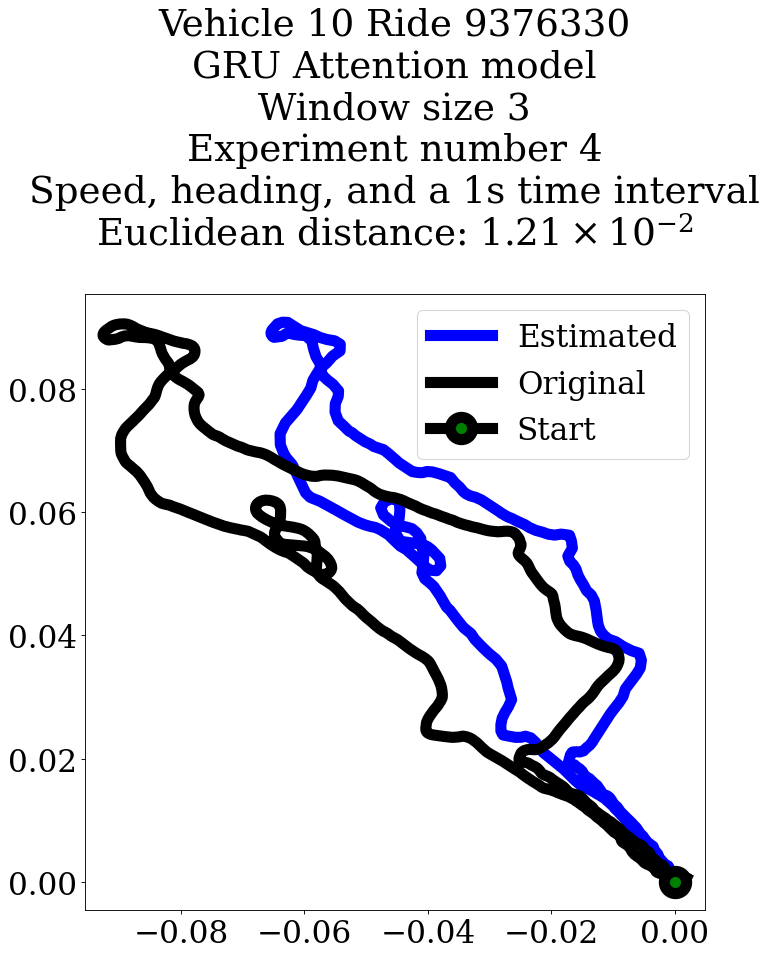 Vehicle 10 Ride 9376330
GRU Attention model
Window size 3
Experiment number 4
Speed, heading, and a 1s time interval
Euclidean distance: 1.21 × 10⁻²
Estimated
Original
Start
0.08
0.06
0.04
0.02
0.00
−0.08 −0.06 −0.04 −0.02 0.00